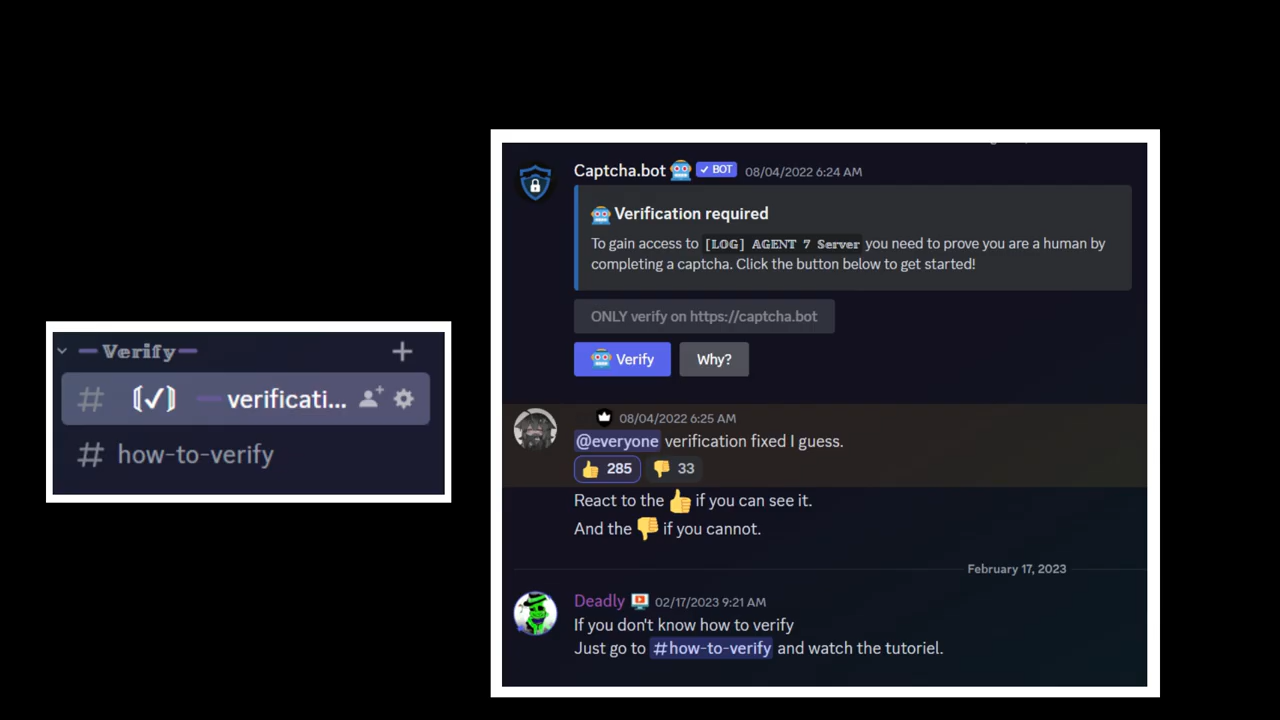 Verify
# [✓] verificati...
# how-to-verify
Captcha.bot 🤖 ✓ BOT 08/04/2022 6:24 AM
🤖 Verification required
To gain access to [LOG] AGENT 7 Server you need to prove you are a human by
completing a captcha. Click the button below to get started!
ONLY verify on https://captcha.bot
🤖 Verify Why?
08/04/2022 6:25 AM
@everyone verification fixed I guess.
👍 285 👎 33
React to the 👍 if you can see it.
And the 👎 if you cannot.
February 17, 2023
Deadly 02/17/2023 9:21 AM
If you don't know how to verify
Just go to #how-to-verify and watch the tutoriel.